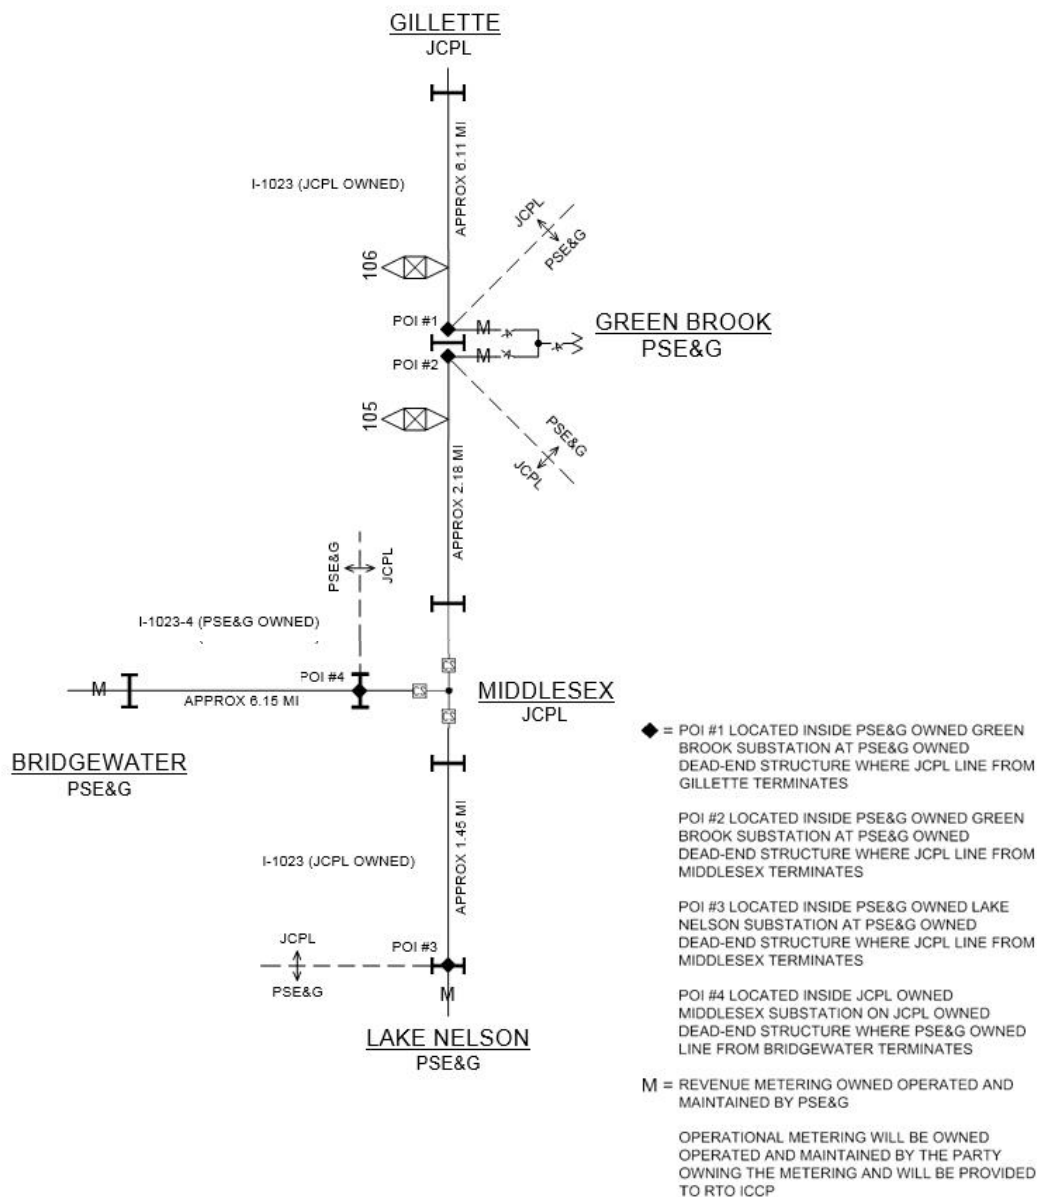 GILLETTE
JCPL
APPROX 6.11 MI
I-1023 (JCPL OWNED)
JCPL
PSE&G
106
POI #1
M
GREEN BROOK
PSE&G
M
POI #2
105
PSE&G
JCPL
APPROX 2.18 MI
PSE&G
JCPL
I-1023-4 (PSE&G OWNED)
CS
POI #4
M
CS
MIDDLESEX
JCPL
APPROX 6.15 MI
CS
BRIDGEWATER
PSE&G
I-1023 (JCPL OWNED)
APPROX 1.45 MI
JCPL
POI #3
PSE&G
M
LAKE NELSON
PSE&G
= POI #1 LOCATED INSIDE PSE&G OWNED GREEN
BROOK SUBSTATION AT PSE&G OWNED
DEAD-END STRUCTURE WHERE JCPL LINE FROM
GILLETTE TERMINATES
POI #2 LOCATED INSIDE PSE&G OWNED GREEN
BROOK SUBSTATION AT PSE&G OWNED
DEAD-END STRUCTURE WHERE JCPL LINE FROM
MIDDLESEX TERMINATES
POI #3 LOCATED INSIDE PSE&G OWNED LAKE
NELSON SUBSTATION AT PSE&G OWNED
DEAD-END STRUCTURE WHERE JCPL LINE FROM
MIDDLESEX TERMINATES
POI #4 LOCATED INSIDE JCPL OWNED
MIDDLESEX SUBSTATION ON JCPL OWNED
DEAD-END STRUCTURE WHERE PSE&G OWNED
LINE FROM BRIDGEWATER TERMINATES
M = REVENUE METERING OWNED OPERATED AND
MAINTAINED BY PSE&G
OPERATIONAL METERING WILL BE OWNED
OPERATED AND MAINTAINED BY THE PARTY
OWNING THE METERING AND WILL BE PROVIDED
TO RTO ICCP